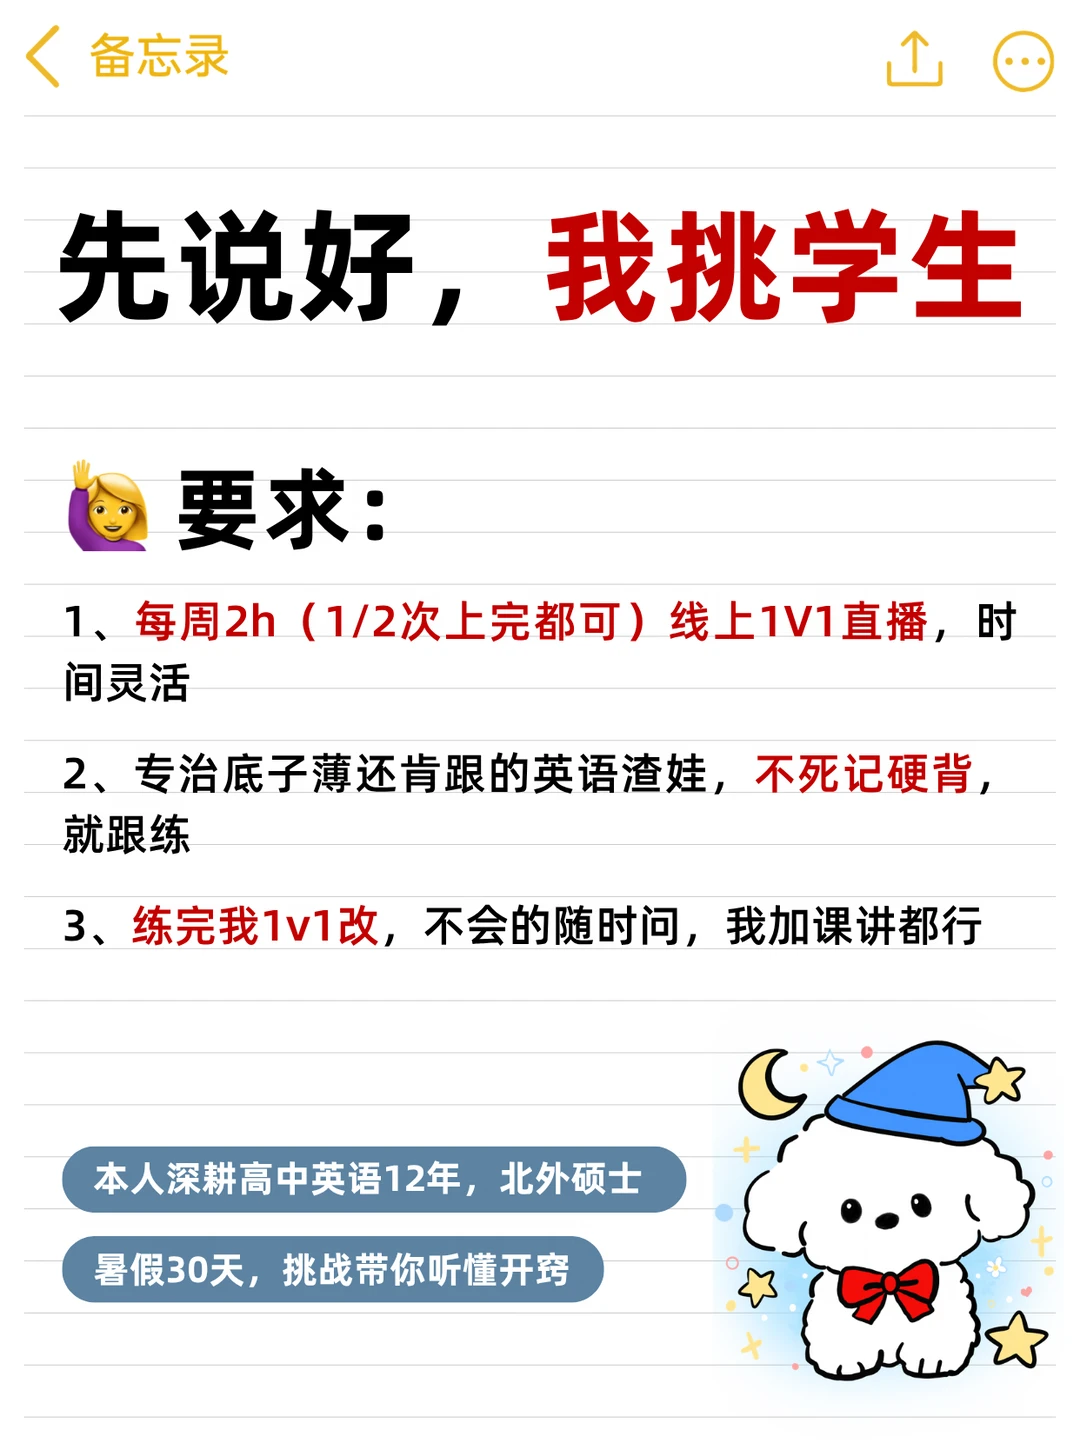 备忘录
先说好，我挑学生
要求：
1、每周2h（1/2次上完都可）线上1V1直播，时
间灵活
2、专治底子薄还肯跟的英语渣娃，不死记硬背，
就跟练
3、练完我1v1改，不会的随时问，我加课讲都行
本人深耕高中英语12年，北外硕士
暑假30天，挑战带你听懂开窍